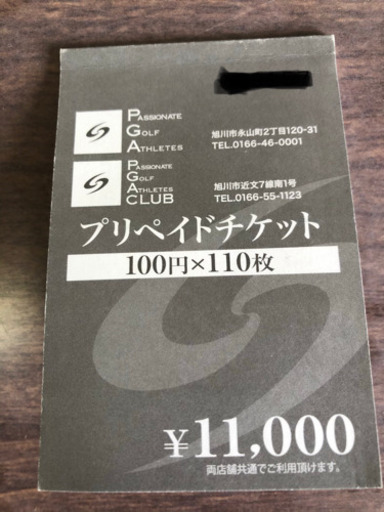 PASSIONATE
GOLF
ATHLETES
旭川市永山町2丁目120-31
TEL.0166-46-0001
PASSIONATE
GOLF
ATHLETES
CLUB
旭川市近文7線南1号
TEL.0166-55-1123
プリペイドチケット
100円×110枚
¥11,000
両店舗共通でご利用頂けます。